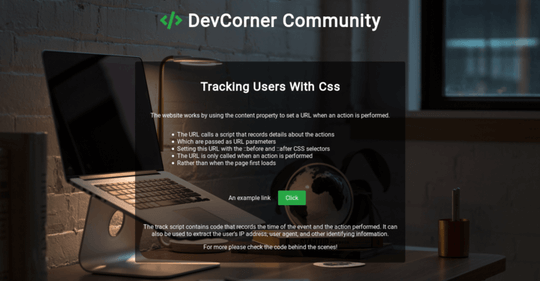 </> DevCorner Community
Tracking Users With Css
The website works by using the content property to set a URL when an action is performed.
The URL calls a script that records details about the actions
Which are passed as URL parameters
Setting this URL with the ::before and ::after CSS selectors
The URL is only called when an action is performed
Rather than when the page first loads
An example link Click
The track script contains code that records the time of the event and the action performed. It can
also be used to extract the user's IP address, user agent, and other identifying information.
For more please check the code behind the scenes!